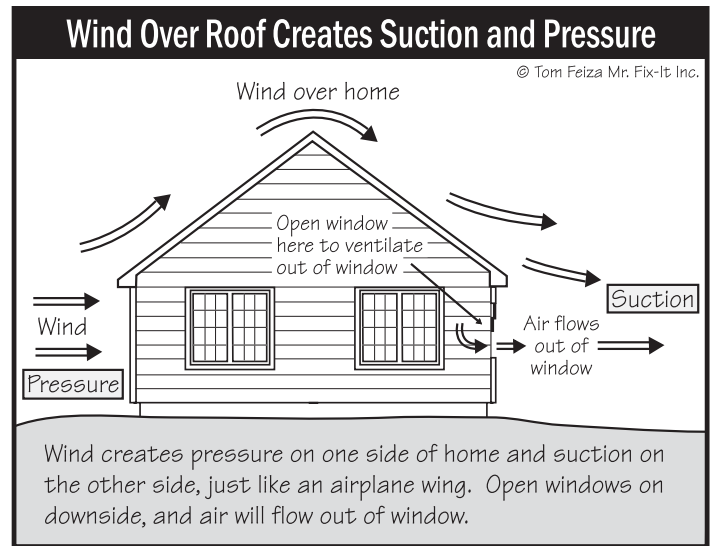 Wind Over Roof Creates Suction and Pressure
© Tom Feiza Mr. Fix-It Inc.
Wind over home
Open window
here to ventilate
out of window
Suction
Wind
Air flows
out of
window
Pressure
Wind creates pressure on one side of home and suction on
the other side, just like an airplane wing.  Open windows on
downside, and air will flow out of window.